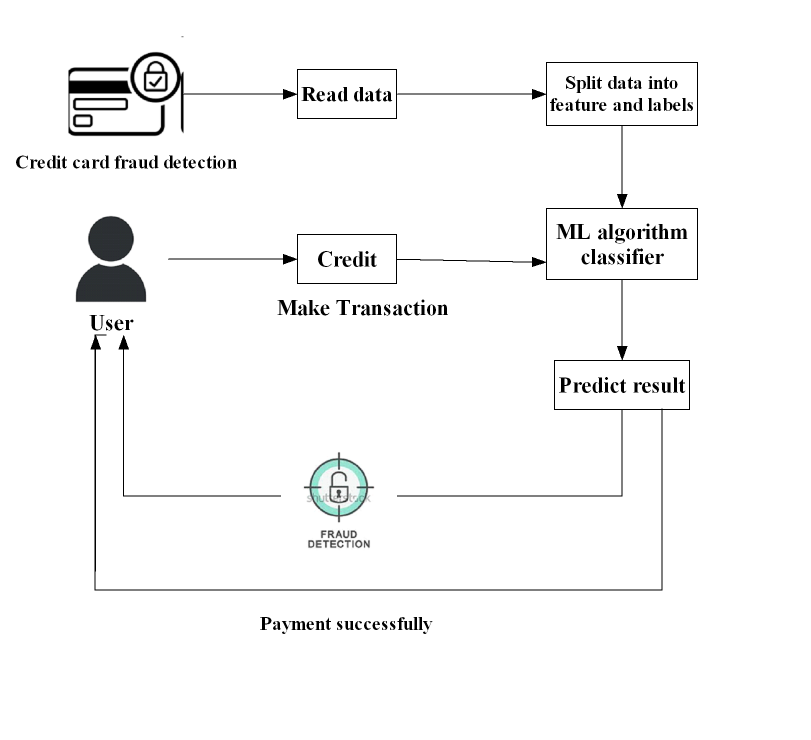 Read data
Split data into
feature and labels
Credit card fraud detection
ML algorithm
classifier
Credit
Make Transaction
User
Predict result
shutterstock
FRAUD
DETECTION
Payment successfully